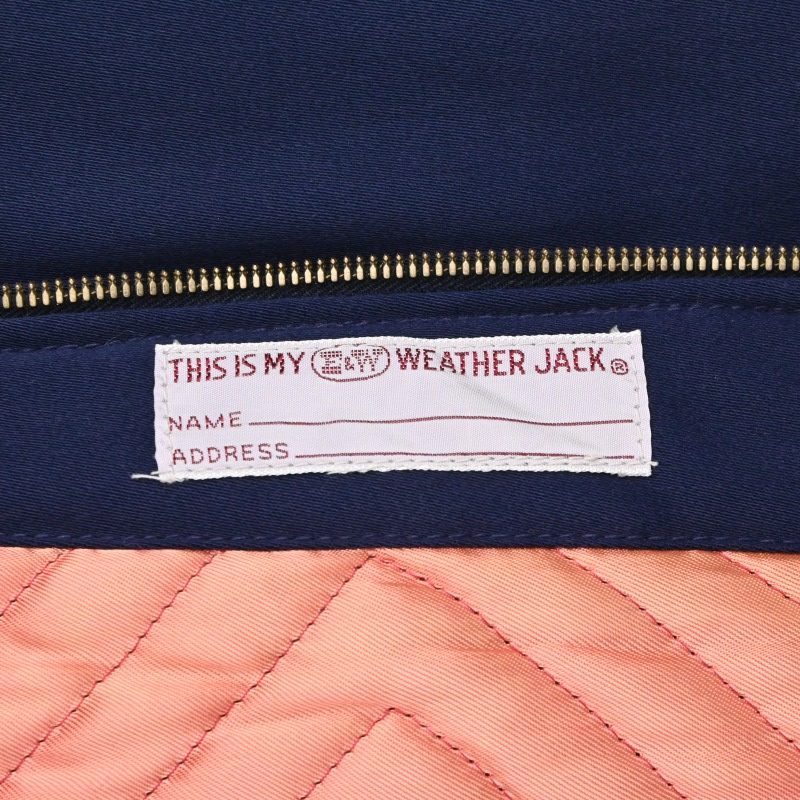 THIS IS MY E&W WEATHER JACK®
NAME
ADDRESS